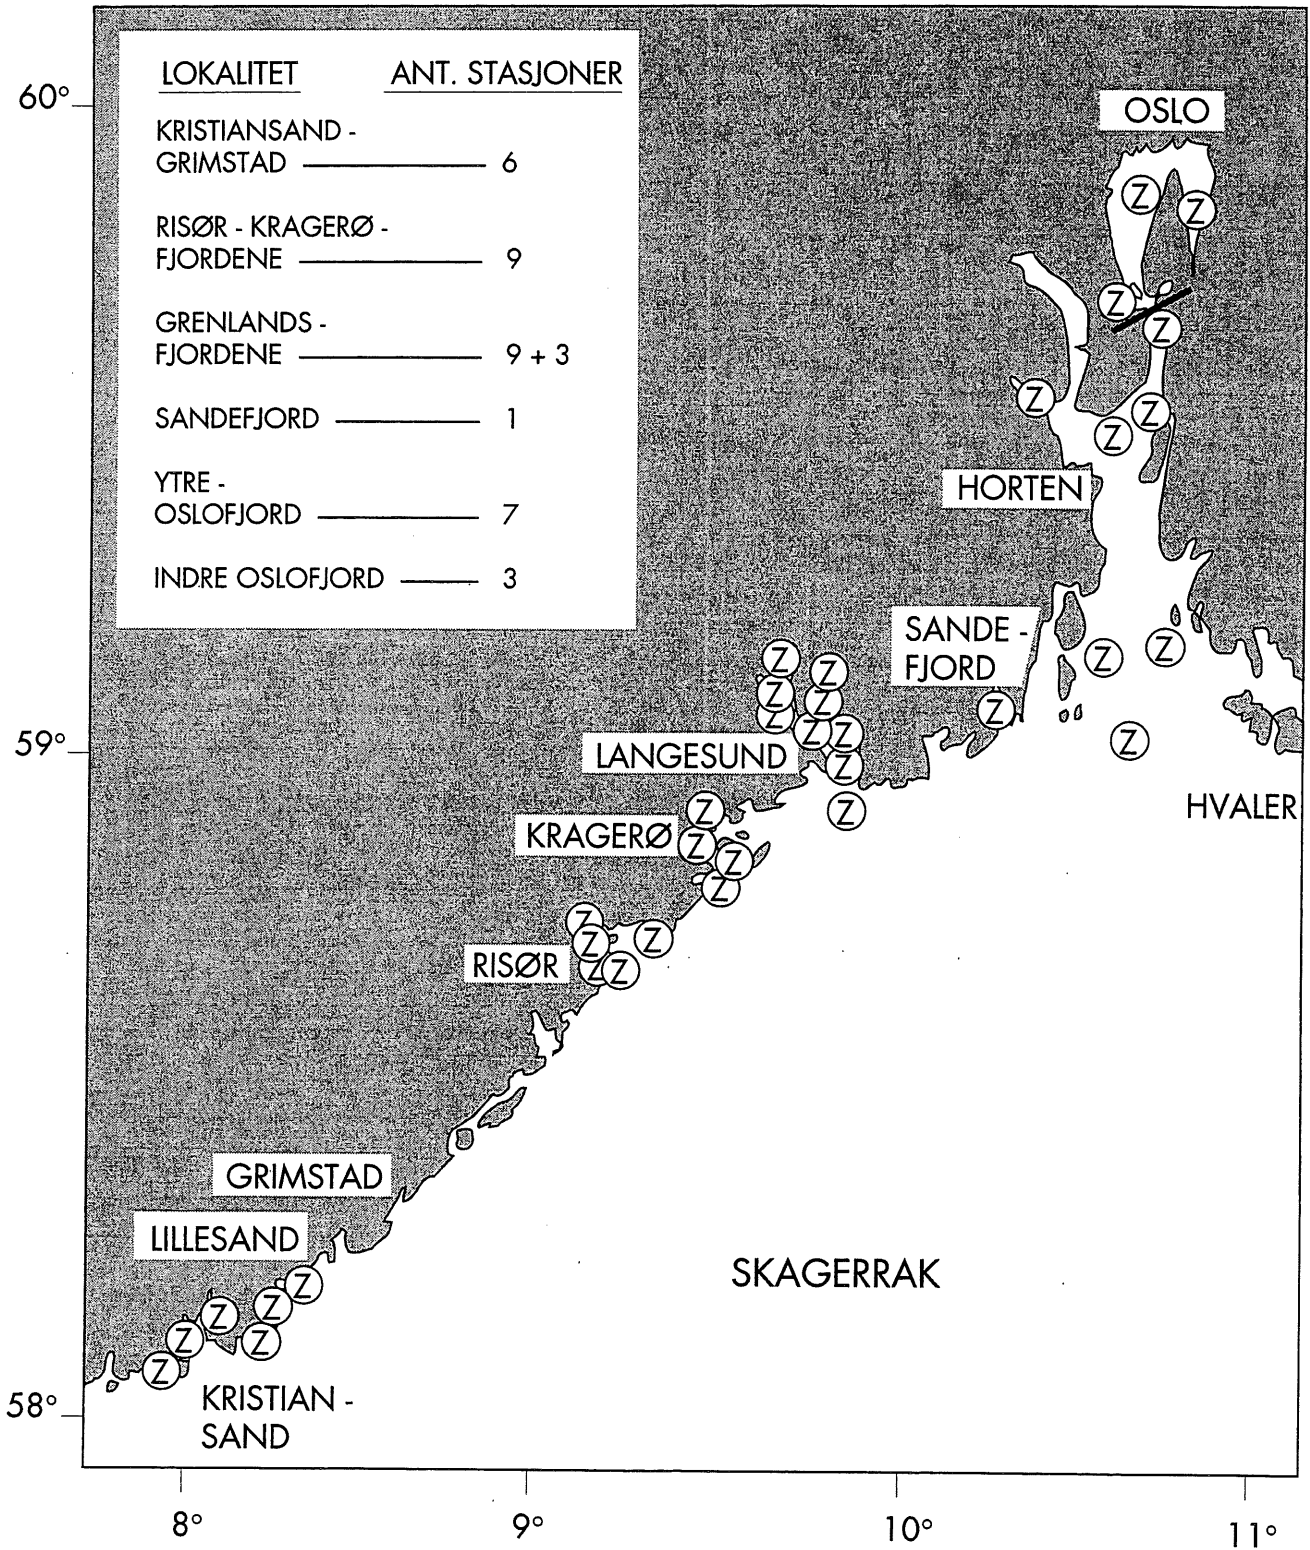 LOKALITET ANT. STASJONER
KRISTIANSAND -
GRIMSTAD 6
RISØR - KRAGERØ -
FJORDENE 9
GRENLANDS -
FJORDENE 9 + 3
SANDEFJORD 1
YTRE -
OSLOFJORD 7
INDRE OSLOFJORD 3
60°
OSLO
Z
Z
Z
Z
Z
Z
Z
HORTEN
SANDE -
FJORD
Z
Z
Z
Z
Z
Z
Z
Z
Z
Z
Z
Z
Z
59°
LANGESUND
Z
HVALER
Z
KRAGERØ
Z
Z
Z
Z
Z
Z
RISØR
Z
Z
GRIMSTAD
LILLESAND
SKAGERRAK
Z
Z
Z
Z
Z
Z
58°
KRISTIAN -
SAND
8° 9° 10° 11°